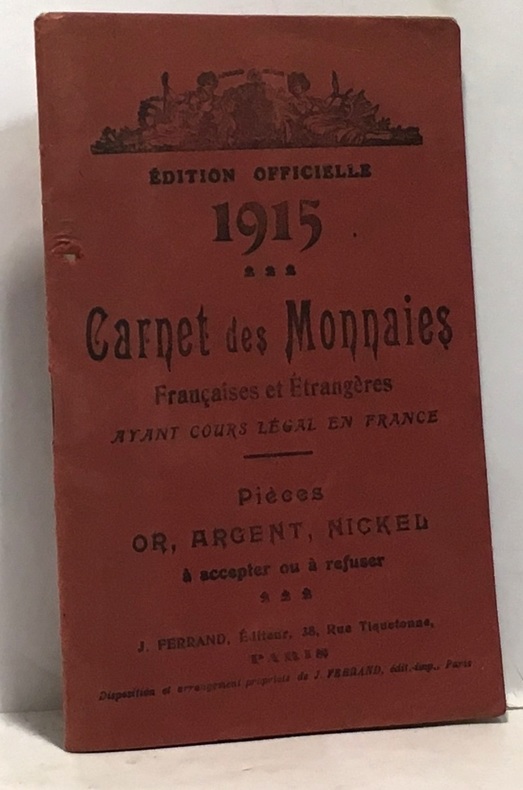 ÉDITION OFFICIELLE
1915
Carnet des Monnaies
Françaises et Étrangères
AYANT COURS LÉGAL EN FRANCE
Pièces
OR, ARGENT, NICKEL
à accepter ou à refuser
J. FERRAND, Éditeur, 38, Rue Tiquetonne,
PARIS
Disposition et arrangement propriété de J. FERRAND, édit.-imp., Paris